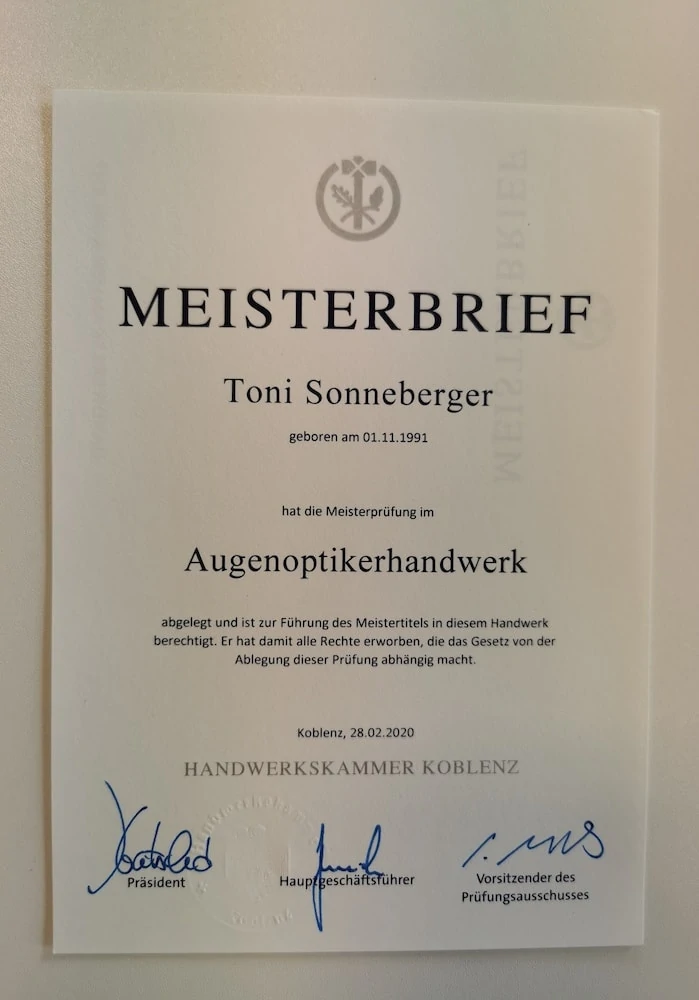 MEISTERBRIEF
Toni Sonneberger
geboren am 01.11.1991
hat die Meisterprüfung im
Augenoptikerhandwerk
abgelegt und ist zur Führung des Meistertitels in diesem Handwerk
berechtigt. Er hat damit alle Rechte erworben, die das Gesetz von der
Ablegung dieser Prüfung abhängig macht.
Koblenz, 28.02.2020
HANDWERKSKAMMER KOBLENZ
Präsident
Hauptgeschäftsführer
Vorsitzender des
Prüfungsausschusses